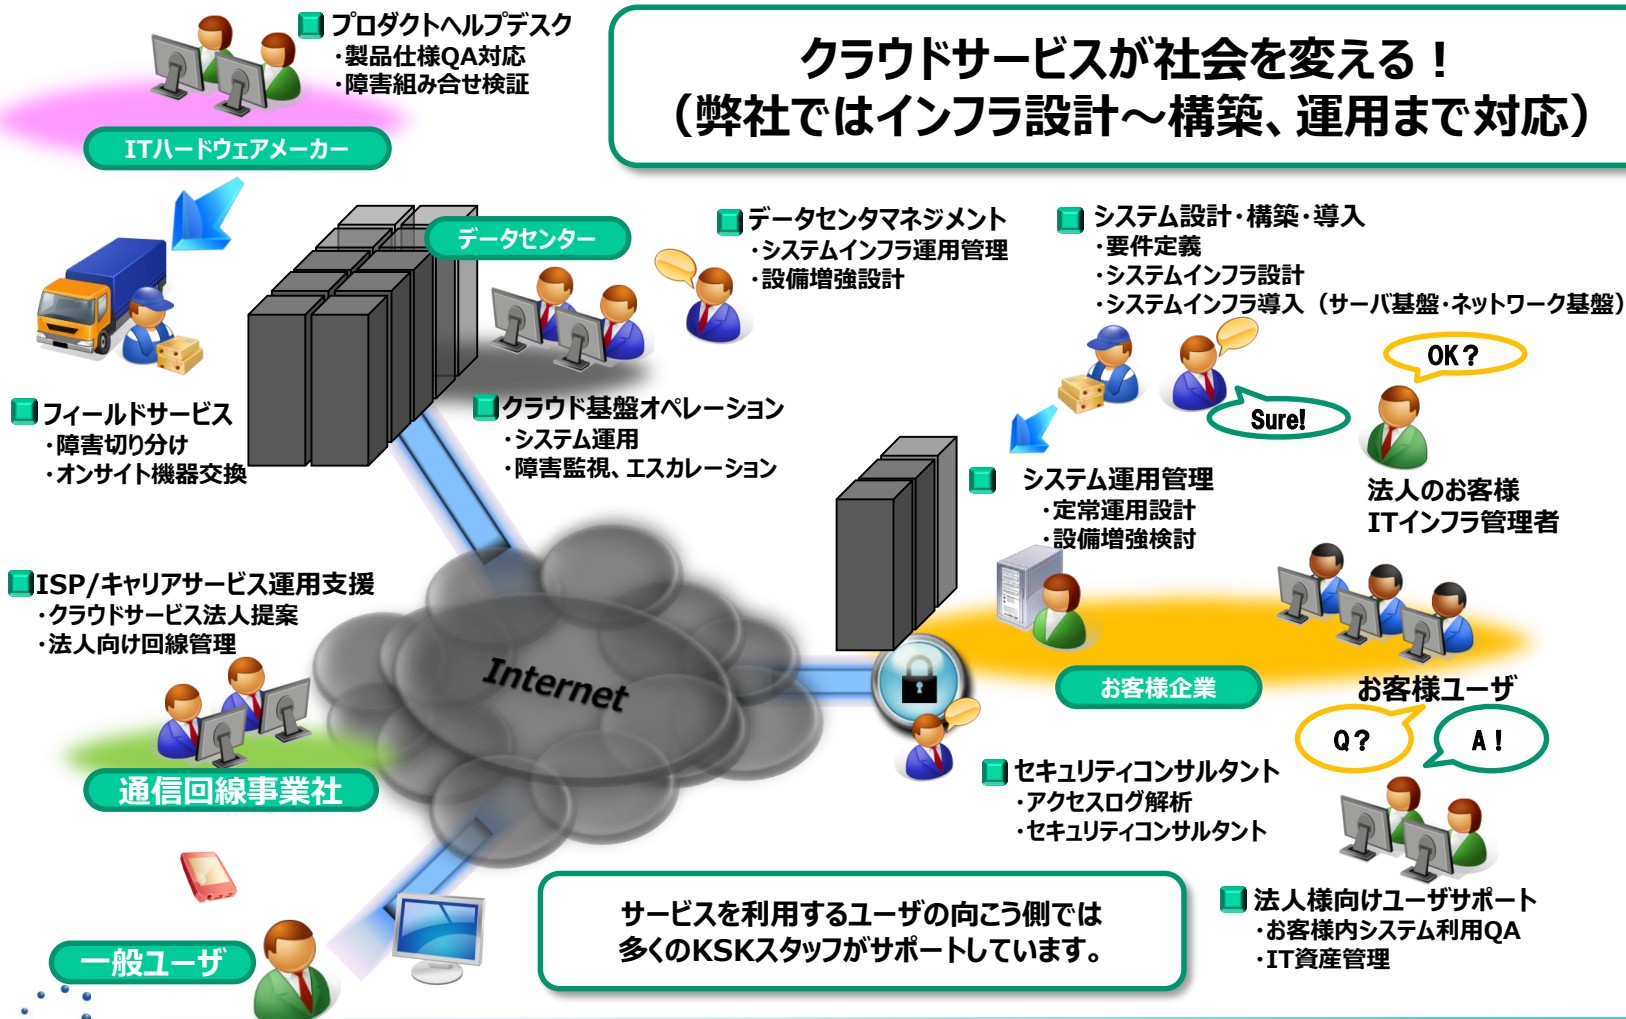 プロダクトヘルプデスク
・製品仕様QA対応
・障害組み合せ検証
ITハードウェアメーカー
クラウドサービスが社会を変える！
（弊社ではインフラ設計～構築、運用まで対応）
データセンター
データセンタマネジメント
・システムインフラ運用管理
・設備増強設計
システム設計・構築・導入
・要件定義
・システムインフラ設計
・システムインフラ導入（サーバ基盤・ネットワーク基盤）
OK？
Sure!
法人のお客様
ITインフラ管理者
フィールドサービス
・障害切り分け
・オンサイト機器交換
クラウド基盤オペレーション
・システム運用
・障害監視、エスカレーション
システム運用管理
・定常運用設計
・設備増強検討
ISP/キャリアサービス運用支援
・クラウドサービス法人提案
・法人向け回線管理
Internet
通信回線事業社
お客様企業
お客様ユーザ
Q？
A！
セキュリティコンサルタント
・アクセスログ解析
・セキュリティコンサルタント
法人様向けユーザサポート
・お客様内システム利用QA
・IT資産管理
一般ユーザ
サービスを利用するユーザの向こう側では
多くのKSKスタッフがサポートしています。